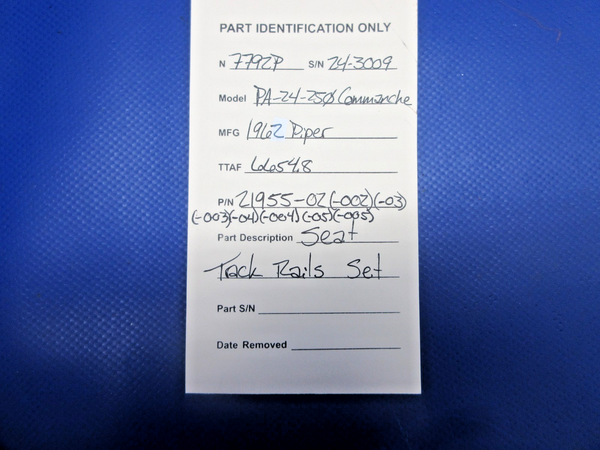 PART IDENTIFICATION ONLY
N 7792P S/N 24-3009
Model PA-24-250 Commanche
MFG 1962 Piper
TTAF 6654.8
P/N 21955-02(-002)(-03)
(-003)(-04)(-004)(-05)(-005)
Part Description Seat
Track Rails Set
Part S/N
Date Removed